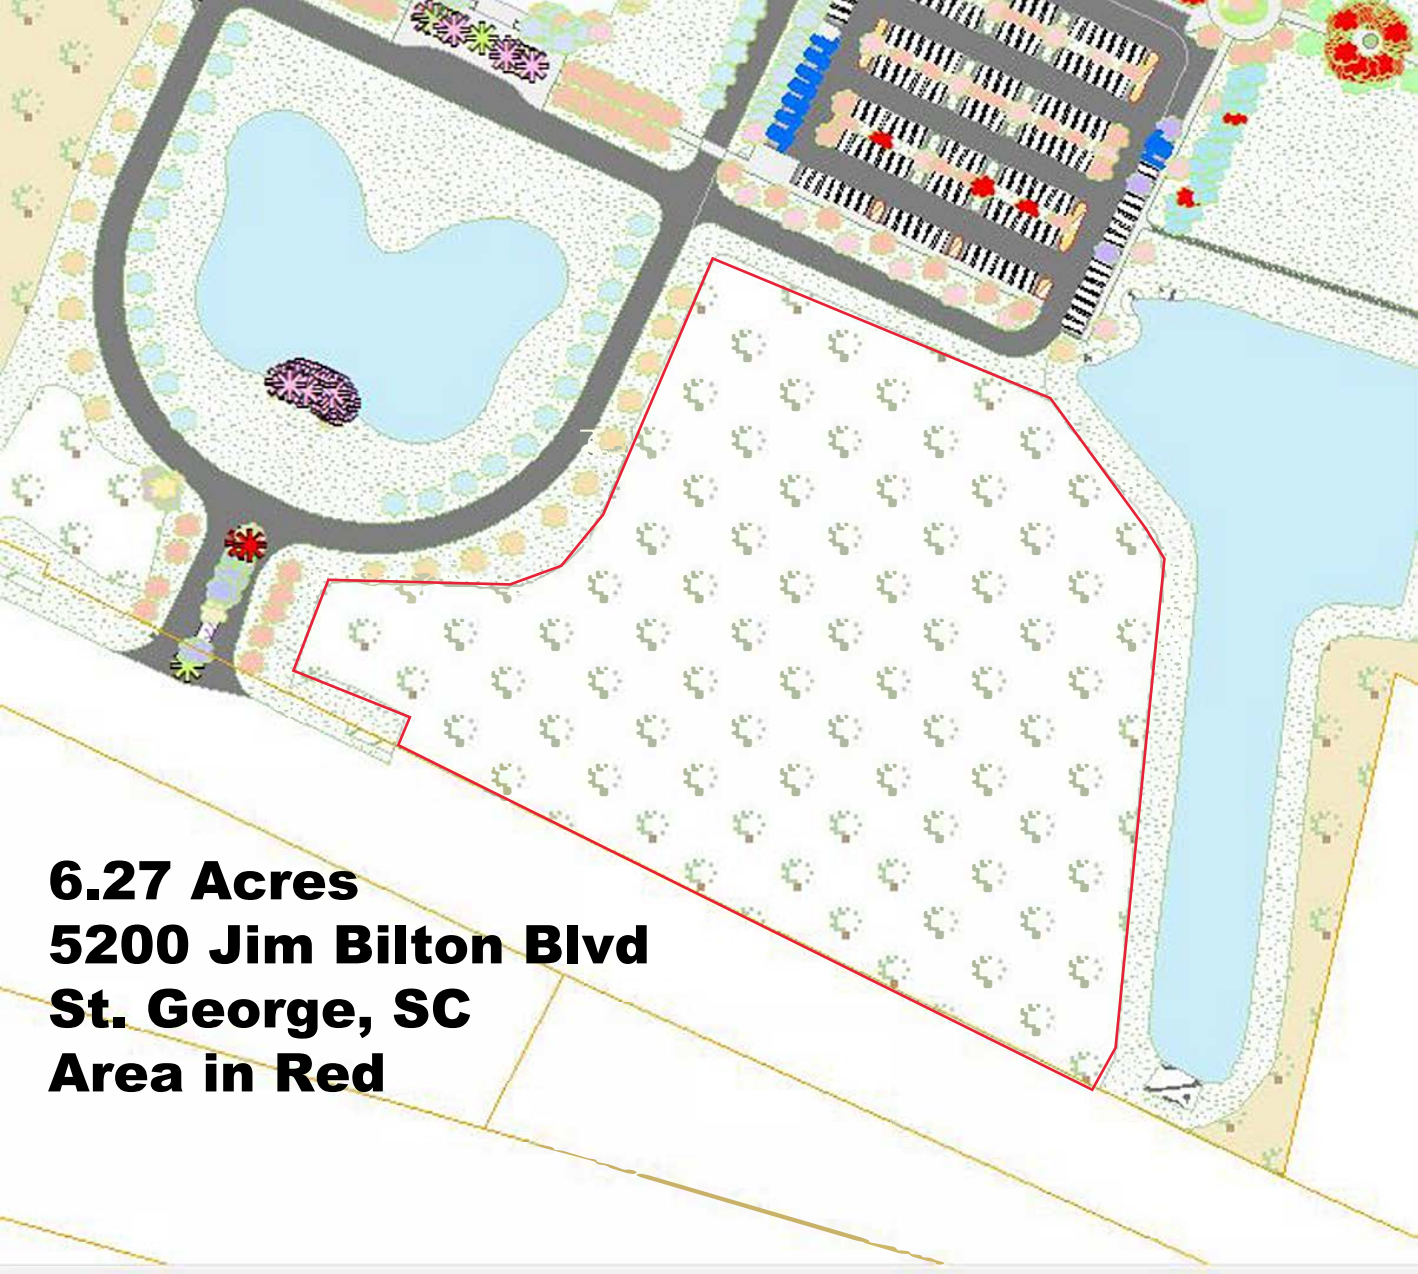 6.27 Acres
5200 Jim Bilton Blvd
St. George, SC
Area in Red